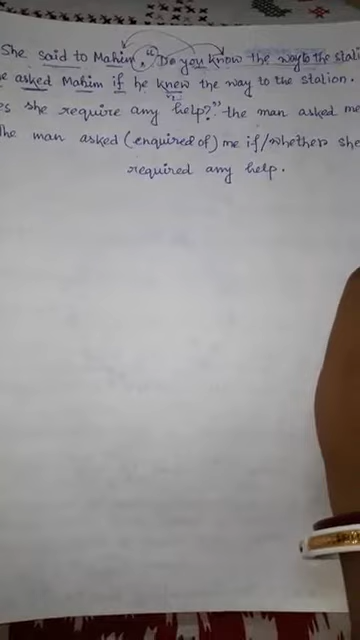 She said to Mahim, "Do you know the way to the stati
e asked Mahim if he knew the way to the station.
es she require any help?" the man asked me
he man asked (enquired of) me if/whether she
required any help.